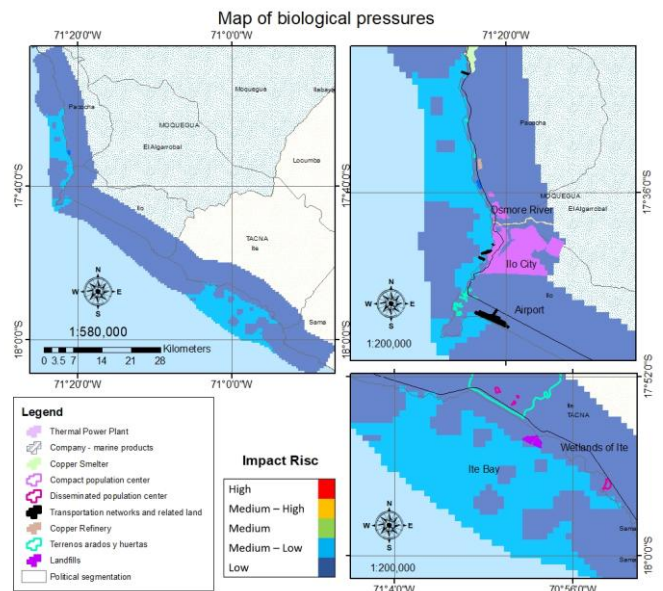 Map of biological pressures
71°20'0"W
71°0'0"W
Pacocha
Moquegua
Ilabaya
MOQUEGUA
El Algarrobal
Locumba
17°40'0"S
Ilo
TACNA
Ite
Sama
N
W
E
S
1:580,000
Kilometers
0 3.5 7 14 21 28
18°0'0"S
71°20'0"W
71°0'0"W
71°20'0"W
Pacocha
17°36'0"S
MOQUEGUA
Osmore River
El Algarrobal
Ilo City
Ilo
Airport
N
W
E
S
1:200,000
17°52'0"S
Ite
TACNA
Wetlands of Ite
Ite Bay
Sama
N
W
E
S
Sama
1:200,000
18°0'0"S
71°4'0"W
70°56'0"W
Legend
Thermal Power Plant
Company - marine products
Copper Smelter
Compact population center
Disseminated population center
Transportation networks and related land
Copper Refinery
Terrenos arados y huertas
Landfills
Political segmentation
Impact Risc
High
Medium – High
Medium
Medium – Low
Low